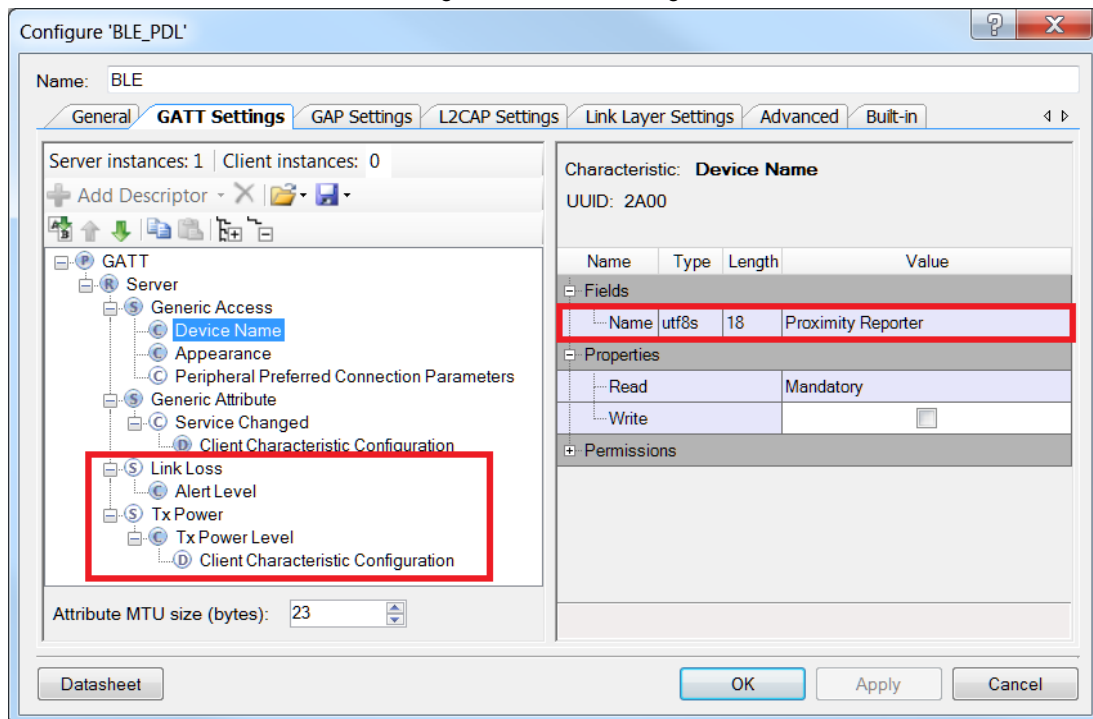 Configure 'BLE_PDL'
Name: BLE
General GATT Settings GAP Settings L2CAP Settings Link Layer Settings Advanced Built-in
Server instances: 1 Client instances: 0
Add Descriptor
GATT
Server
Generic Access
Device Name
Appearance
Peripheral Preferred Connection Parameters
Generic Attribute
Service Changed
Client Characteristic Configuration
Link Loss
Alert Level
Tx Power
Tx Power Level
Client Characteristic Configuration
Attribute MTU size (bytes): 23
Characteristic: Device Name
UUID: 2A00
Name Type Length Value
Fields
Name utf8s 18 Proximity Reporter
Properties
Read Mandatory
Write
Permissions
Datasheet OK Apply Cancel